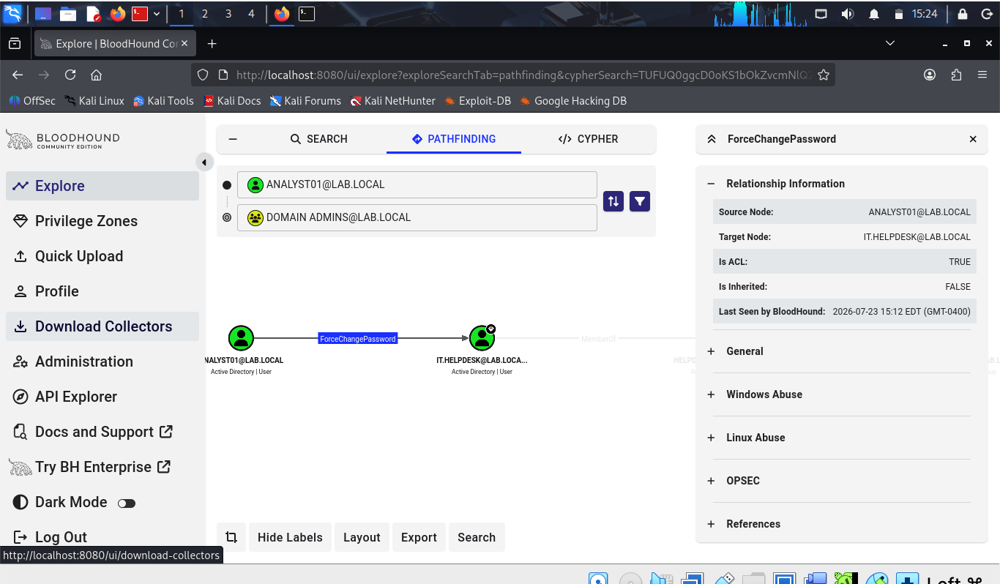 1 2 3 4 15:24
Explore | BloodHound Co
http://localhost:8080/ui/explore?exploreSearchTab=pathfinding&cypherSearch=
OffSec Kali Linux Kali Tools Kali Docs Kali Forums Kali NetHunter Exploit-DB Google Hacking DB
BLOODHOUND
COMMUNITY EDITION
Explore
Privilege Zones
Quick Upload
Profile
Download Collectors
Administration
API Explorer
Docs and Support
Try BH Enterprise
Dark Mode
Log Out
http://localhost:8080/ui/download-collectors
SEARCH PATHFINDING CYPHER
ANALYST01@LAB.LOCAL
DOMAIN ADMINS@LAB.LOCAL
ForceChangePassword MemberOf
NALYST01@LAB.LOCAL IT.HELPDESK@LAB.LOCA... HELPD
Active Directory | User Active Directory | User
Hide Labels Layout Export Search
ForceChangePassword
Relationship Information
Source Node: ANALYST01@LAB.LOCAL
Target Node: IT.HELPDESK@LAB.LOCAL
Is ACL: TRUE
Is Inherited: FALSE
Last Seen by BloodHound: 2026-07-23 15:12 EDT (GMT-0400)
General
Windows Abuse
Linux Abuse
OPSEC
References
Left ⌘